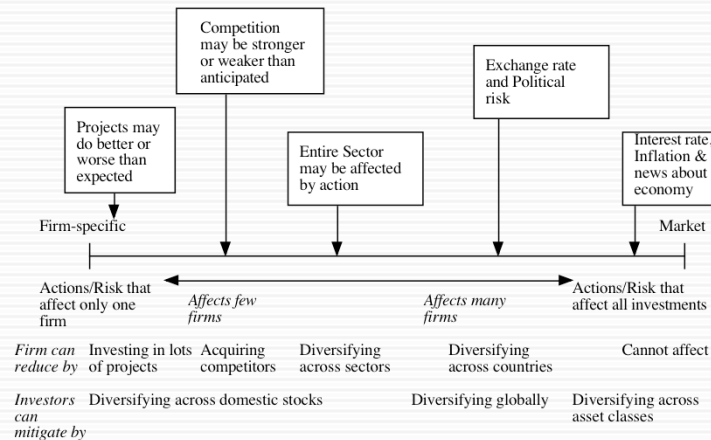 Competition
may be stronger
or weaker than
anticipated
Exchange rate
and Political
risk
Projects may
do better or
worse than
expected
Entire Sector
may be affected
by action
Interest rate,
Inflation &
news about
economy
Firm-specific
Market
Actions/Risk that
affect only one
firm
Affects few
firms
Affects many
firms
Actions/Risk that
affect all investments
Firm can
reduce by
Investing in lots
of projects
Acquiring
competitors
Diversifying
across sectors
Diversifying
across countries
Cannot affect
Investors
can
mitigate by
Diversifying across domestic stocks
Diversifying globally
Diversifying across
asset classes